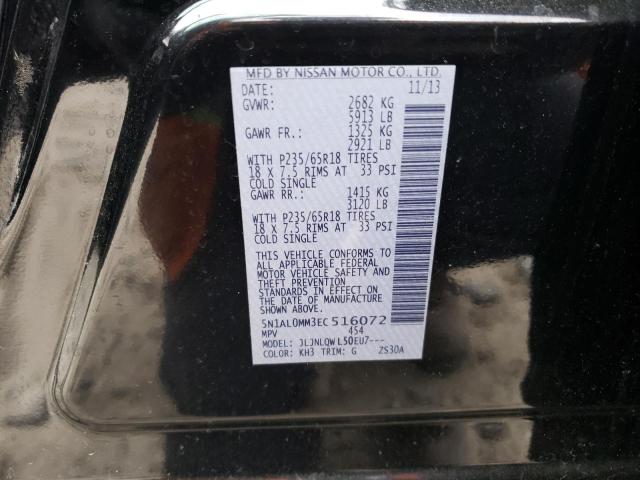 MFD BY NISSAN MOTOR CO., LTD.
DATE: 11/13
GVWR: 2682 KG
5913 LB
GAWR FR.: 1325 KG
2921 LB
WITH P235/65R18 TIRES
18 X 7.5 RIMS AT 33 PSI
COLD SINGLE
GAWR RR.: 1415 KG
3120 LB
WITH P235/65R18 TIRES
18 X 7.5 RIMS AT 33 PSI
COLD SINGLE
THIS VEHICLE CONFORMS TO
ALL APPLICABLE FEDERAL
MOTOR VEHICLE SAFETY AND
THEFT PREVENTION
STANDARDS IN EFFECT ON
THE DATE OF MANUFACTURE
SHOWN ABOVE.
5N1AL0MM3EC516072
MPV 454
MODEL: JLJNLQWL50EU7---
COLOR: KH3 TRIM: G ZS30A